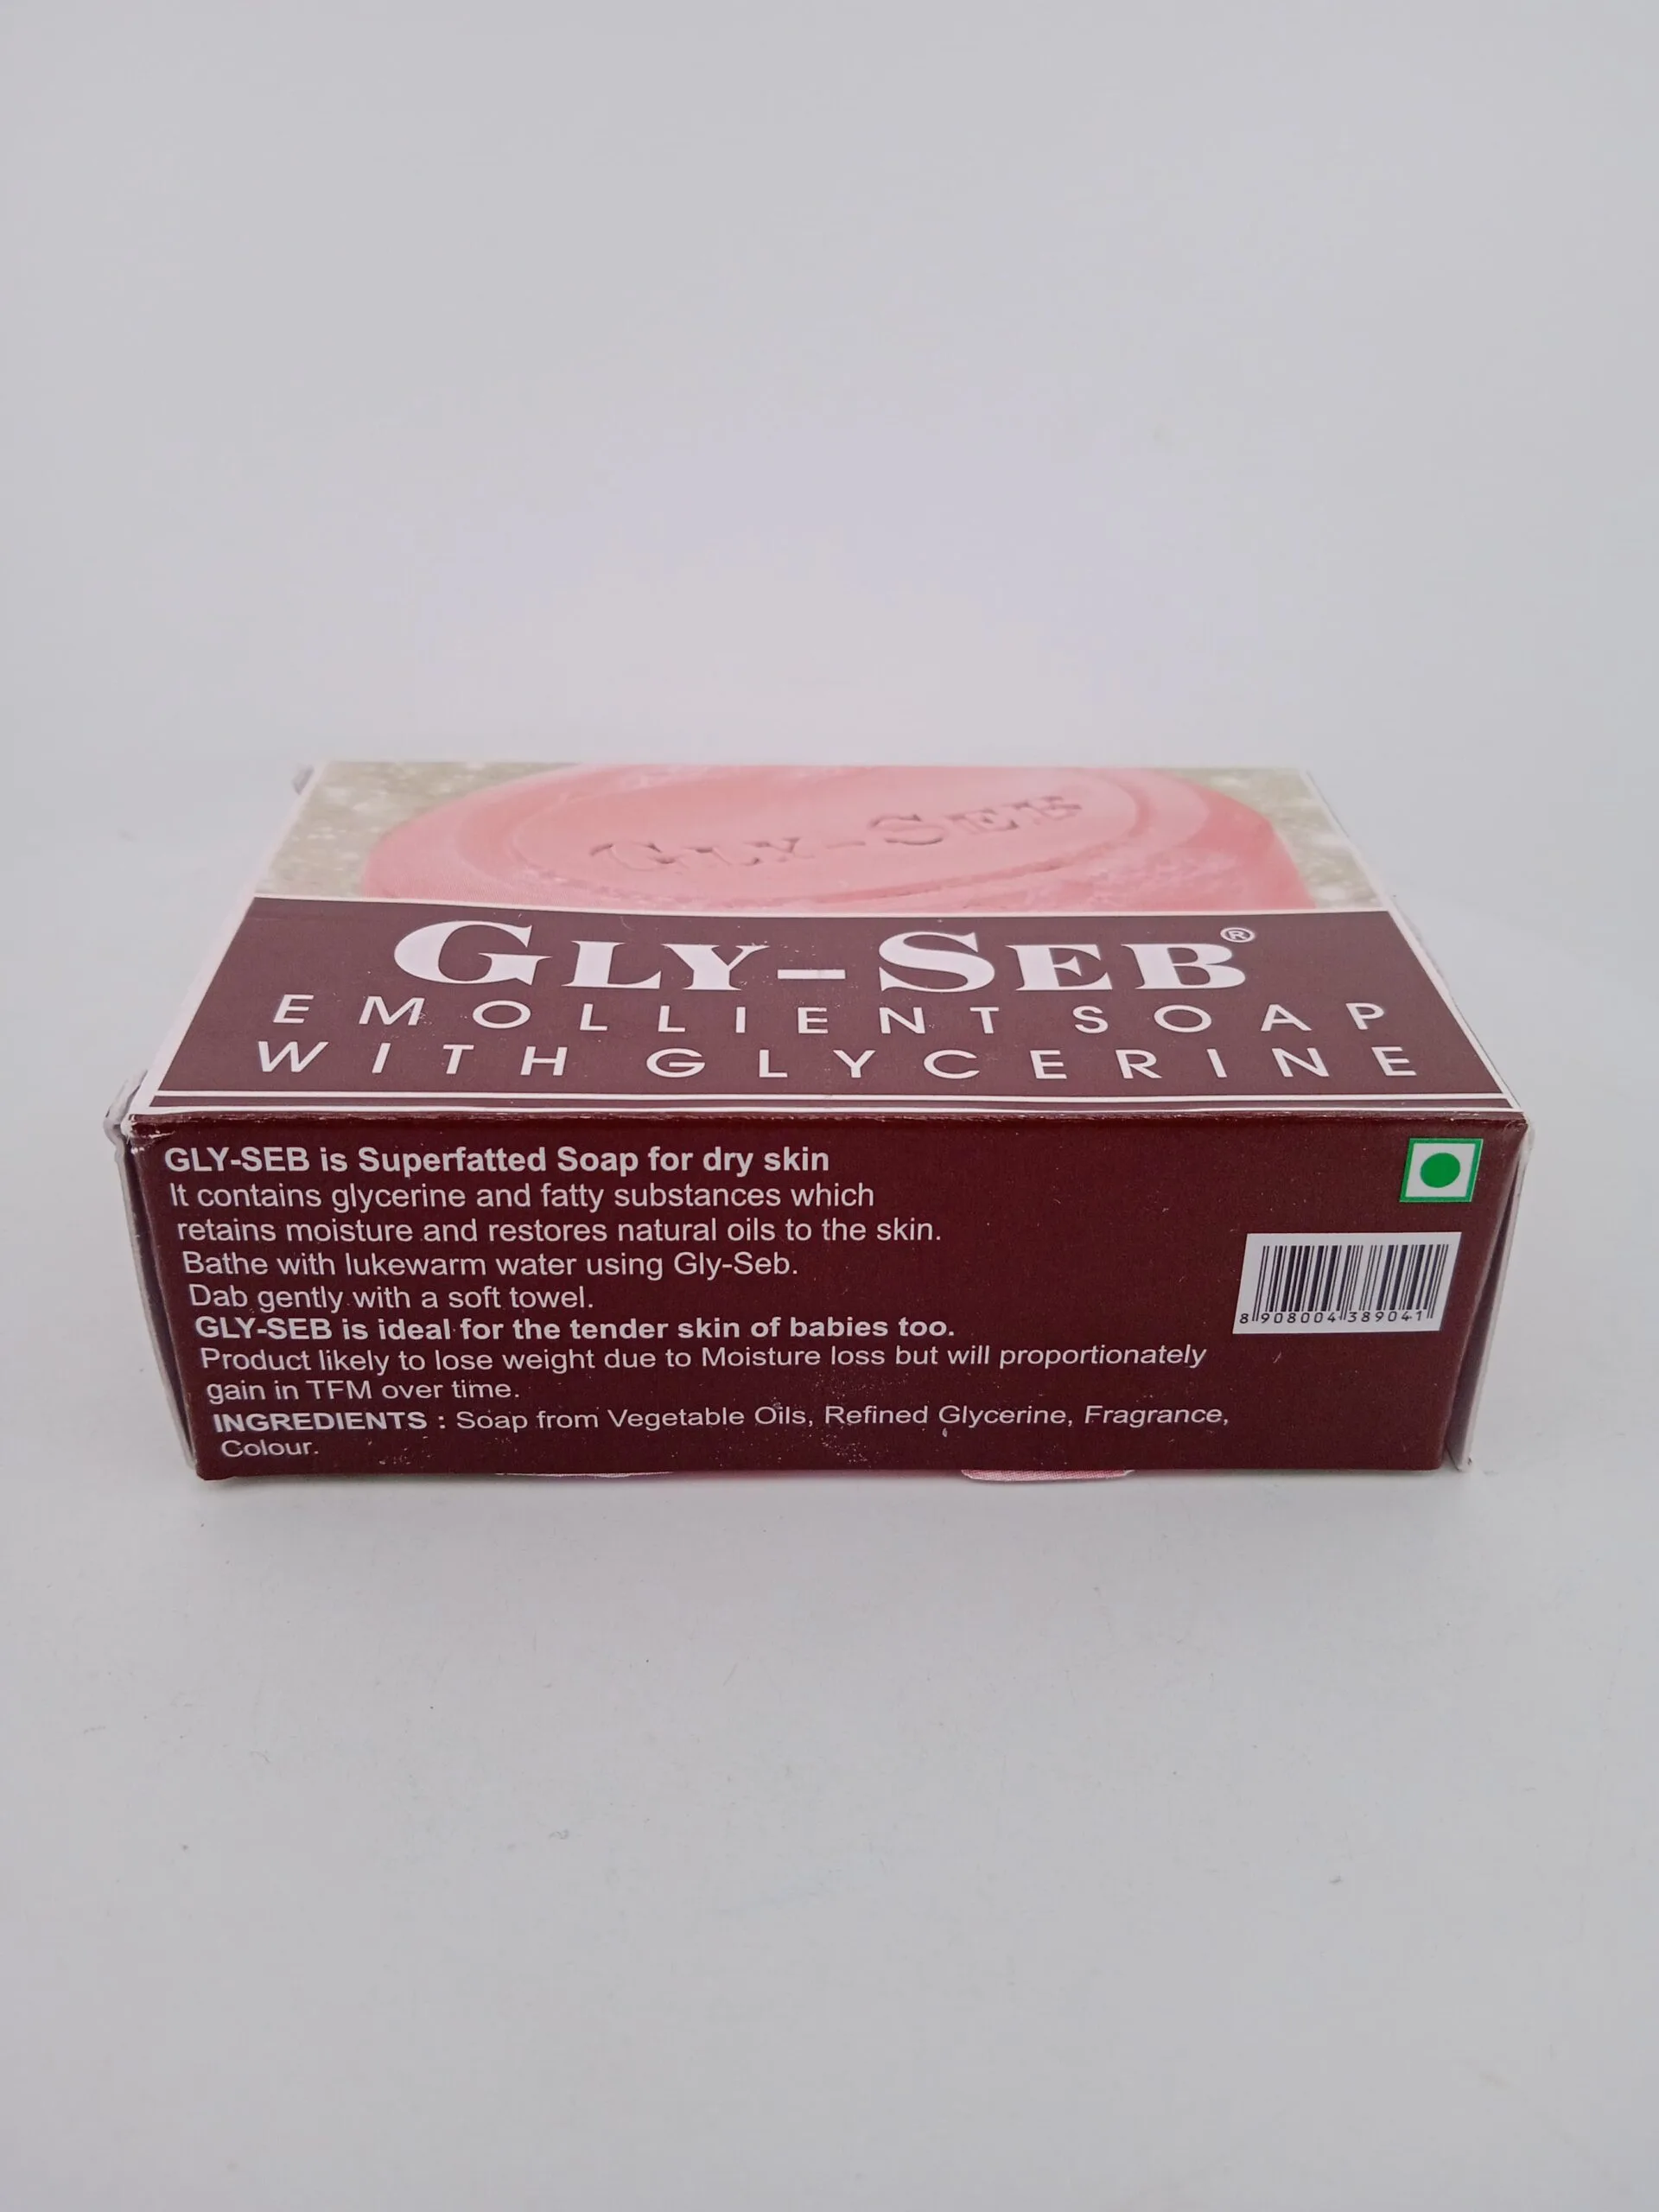 GLY-SEB
GLY-SEB®
EMOLLIENT SOAP
WITH GLYCERINE
GLY-SEB is Superfatted Soap for dry skin
It contains glycerine and fatty substances which
retains moisture and restores natural oils to the skin.
Bathe with lukewarm water using Gly-Seb.
Dab gently with a soft towel.
GLY-SEB is ideal for the tender skin of babies too.
Product likely to lose weight due to Moisture loss but will proportionately
gain in TFM over time.
INGREDIENTS : Soap from Vegetable Oils, Refined Glycerine, Fragrance,
Colour.
8 908004 389041